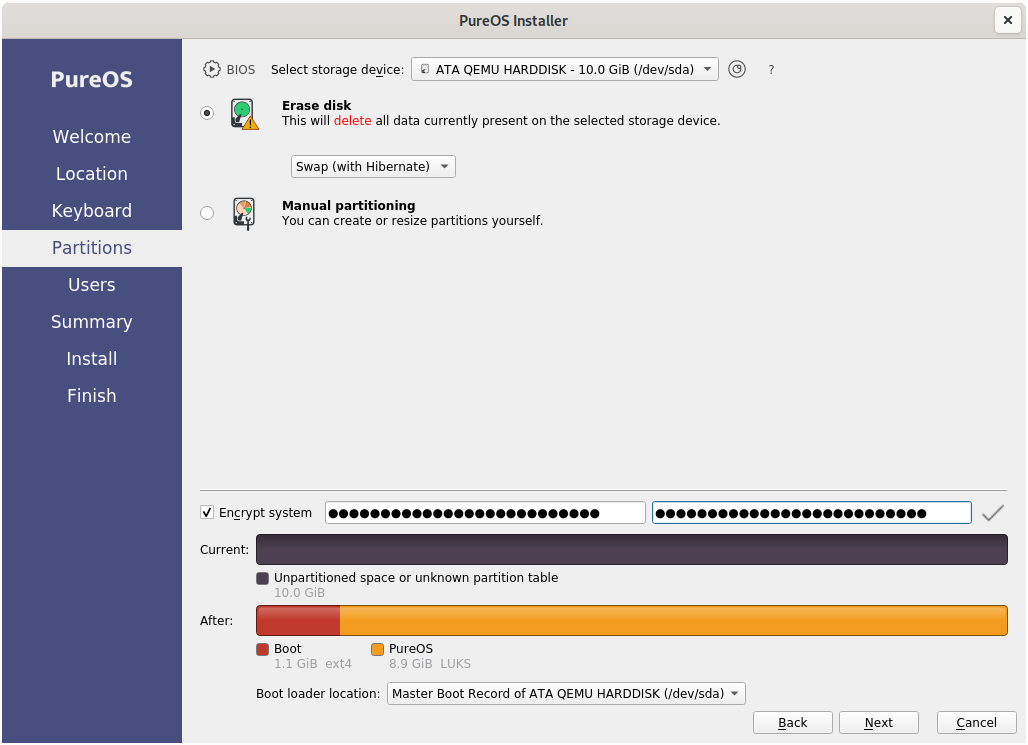 PureOS Installer
PureOS
Welcome
Location
Keyboard
Partitions
Users
Summary
Install
Finish
BIOS Select storage device: ATA QEMU HARDDISK - 10.0 GiB (/dev/sda) ?
Erase disk
This will delete all data currently present on the selected storage device.
Swap (with Hibernate)
Manual partitioning
You can create or resize partitions yourself.
Encrypt system ●●●●●●●●●●●●●●●●●●●●●●●●●● ●●●●●●●●●●●●●●●●●●●●●●●●●●
Current:
Unpartitioned space or unknown partition table
10.0 GiB
After:
Boot PureOS
1.1 GiB ext4 8.9 GiB LUKS
Boot loader location: Master Boot Record of ATA QEMU HARDDISK (/dev/sda)
Back Next Cancel